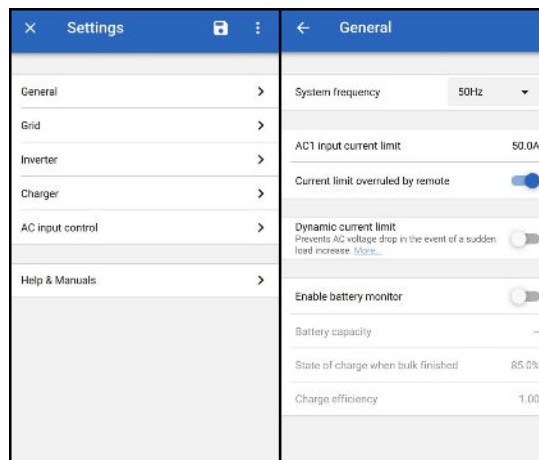 Settings
General
Grid
Inverter
Charger
AC input control
Help & Manuals
General
System frequency 50Hz
AC1 input current limit 50.0A
Current limit overruled by remote
Dynamic current limit
Prevents AC voltage drop in the event of a sudden
load increase. More...
Enable battery monitor
Battery capacity --
State of charge when bulk finished 85.0%
Charge efficiency 1.00